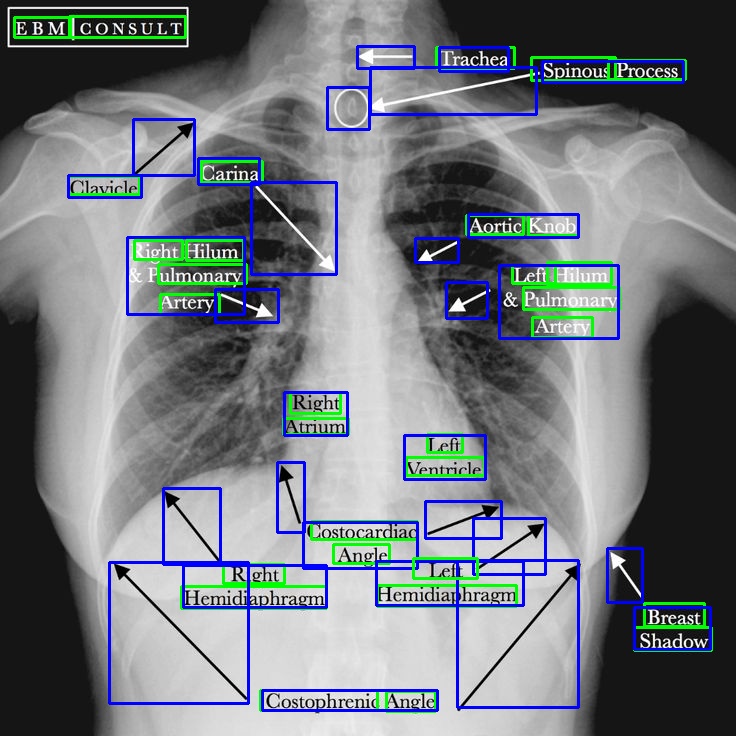 EBM|CONSULT
Trachea
Spinous Process
Clavicle
Carina
Aortic Knob
Right Hilum
& Pulmonary
Artery
Left Hilum
& Pulmonary
Artery
Right
Atrium
Left
Ventricle
Costocardiac
Angle
Right
Hemidiaphragm
Left
Hemidiaphragm
Breast
Shadow
Costophrenic Angle